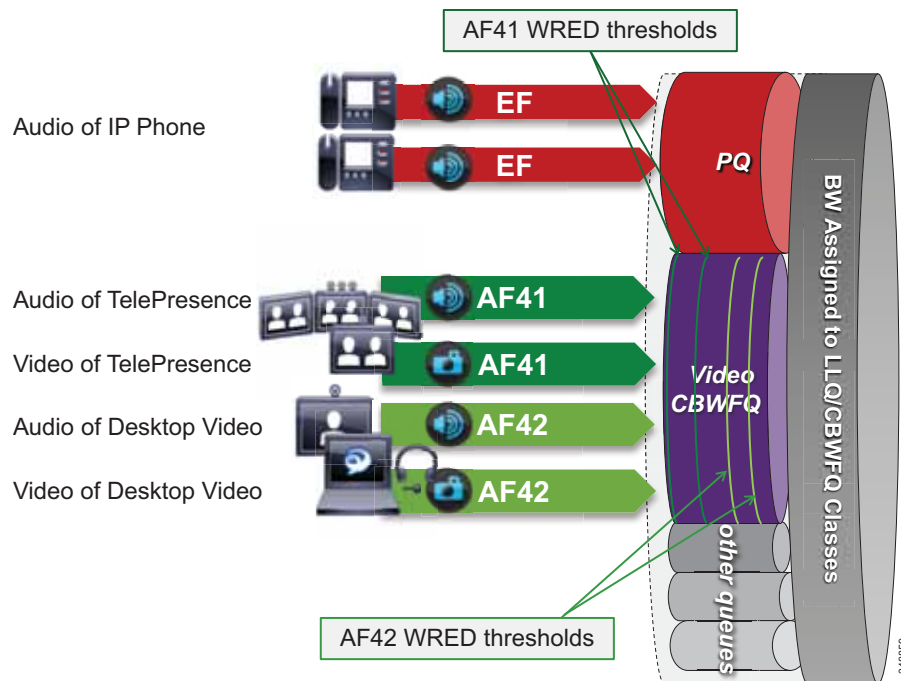 AF41 WRED thresholds
Audio of IP Phone
EF
EF
PQ
Audio of TelePresence
AF41
Video of TelePresence
AF41
Audio of Desktop Video
AF42
Video of Desktop Video
AF42
Video
CBWFQ
other queues
BW Assigned to LLQ/CBWFQ Classes
AF42 WRED thresholds